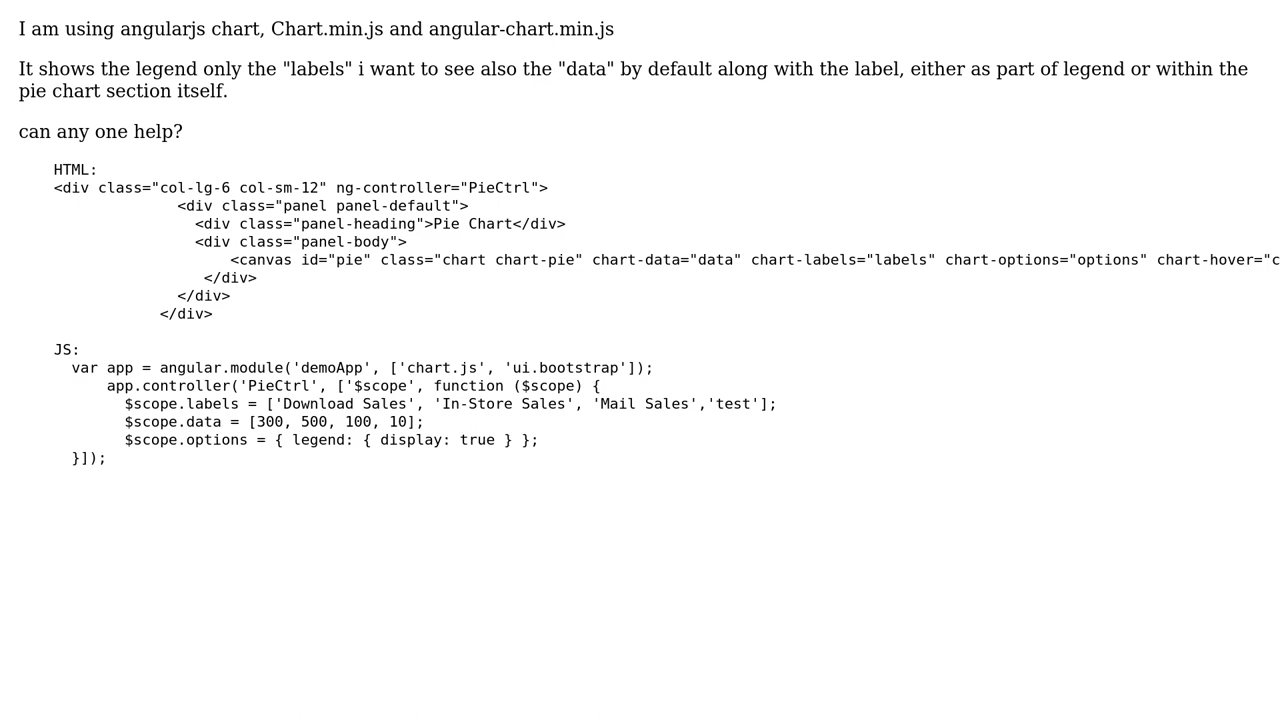 I am using angularjs chart, Chart.min.js and angular-chart.min.js
It shows the legend only the "labels" i want to see also the "data" by default along with the label, either as part of legend or within the
pie chart section itself.
can any one help?
HTML:
<div class="col-lg-6 col-sm-12" ng-controller="PieCtrl">
<div class="panel panel-default">
<div class="panel-heading">Pie Chart</div>
<div class="panel-body">
<canvas id="pie" class="chart chart-pie" chart-data="data" chart-labels="labels" chart-options="options" chart-hover="c
</div>
</div>
</div>
JS:
var app = angular.module('demoApp', ['chart.js', 'ui.bootstrap']);
app.controller('PieCtrl', ['$scope', function ($scope) {
$scope.labels = ['Download Sales', 'In-Store Sales', 'Mail Sales','test'];
$scope.data = [300, 500, 100, 10];
$scope.options = { legend: { display: true } };
}]);